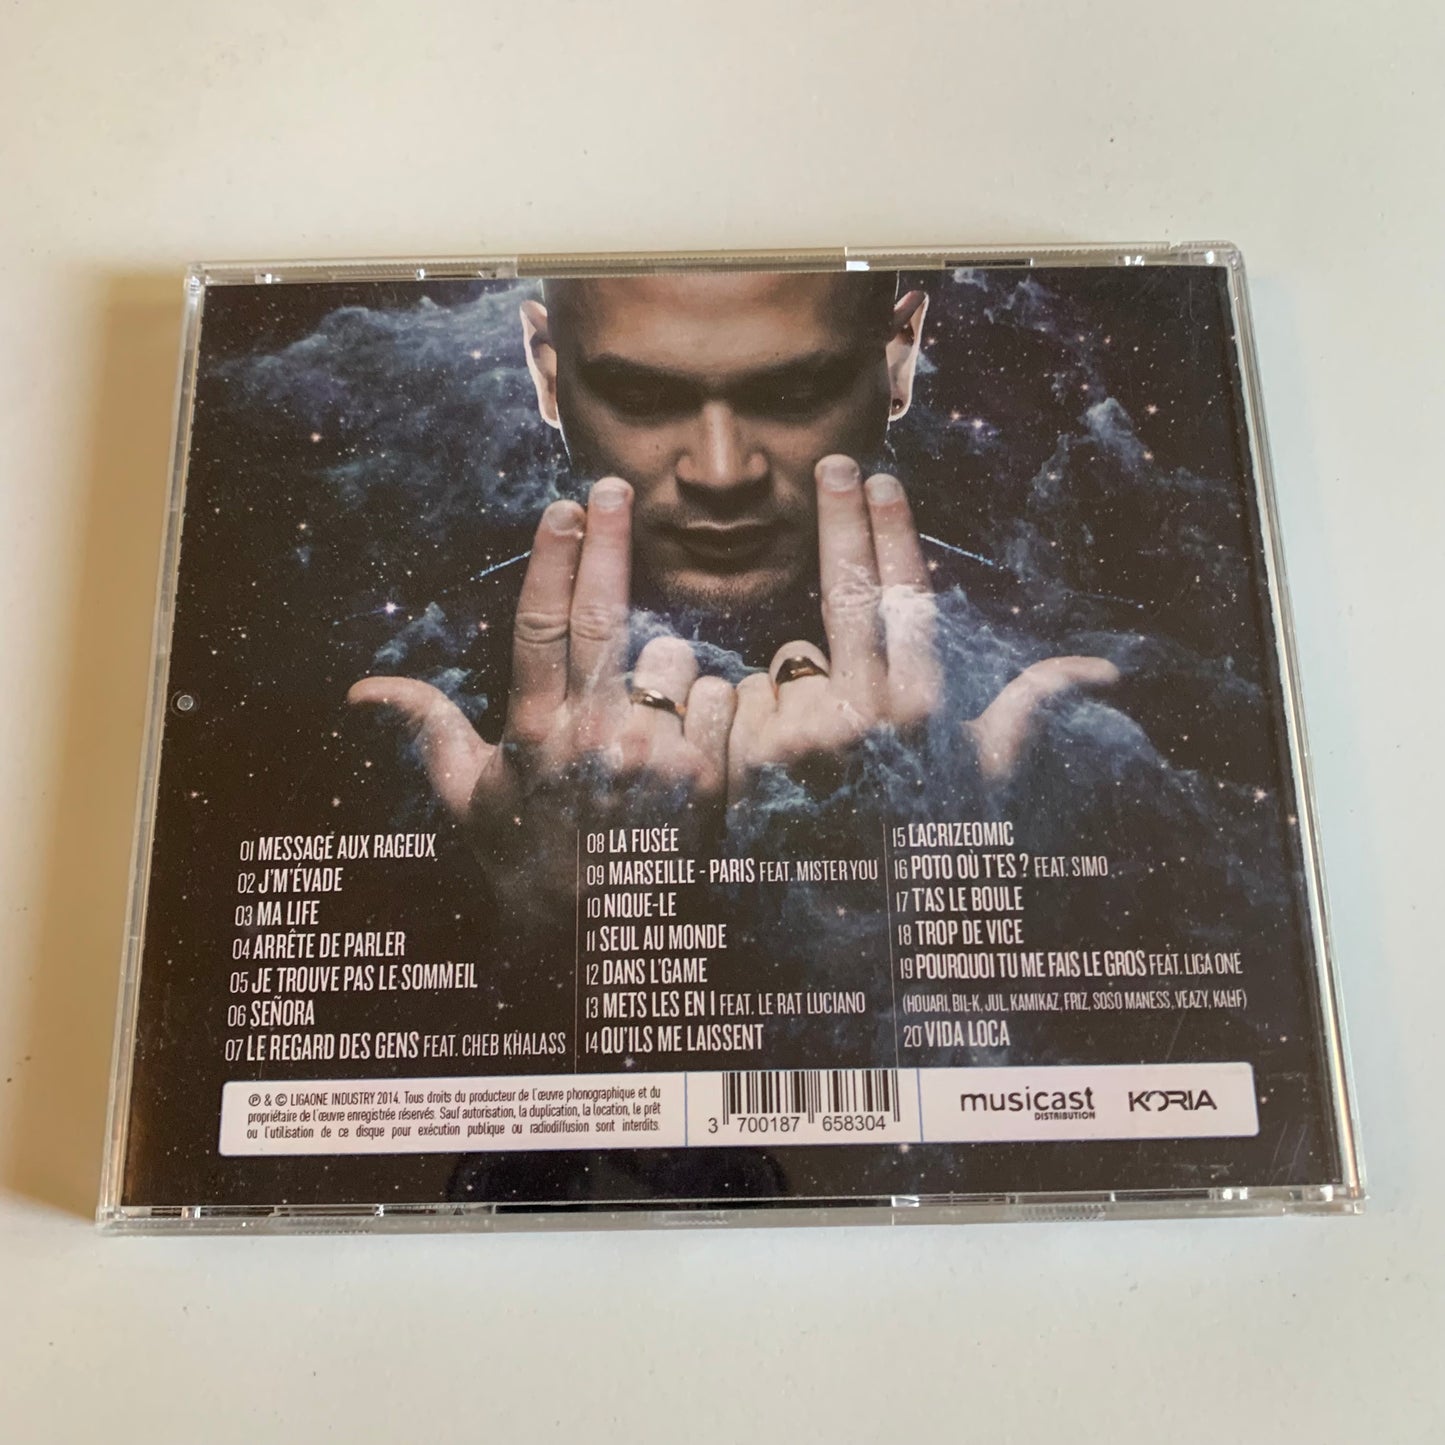 01 MESSAGE AUX RAGEUX
02 J'M'ÉVADE
03 MA LIFE
04 ARRÊTE DE PARLER
05 JE TROUVE PAS LE SOMMEIL
06 SEÑORA
07 LE REGARD DES GENS FEAT. CHEB KHALASS
08 LA FUSÉE
09 MARSEILLE - PARIS FEAT. MISTER YOU
10 NIQUE-LE
11 SEUL AU MONDE
12 DANS L'GAME
13 METS LES EN I FEAT. LE RAT LUCIANO
14 QU'ILS ME LAISSENT
15 LACRIZEOMIC
16 POTO OÙ T'ES ? FEAT. SIMO
17 T'AS LE BOULE
18 TROP DE VICE
19 POURQUOI TU ME FAIS LE GROS FEAT. LIGA ONE
(HOUARI, BIL-K, JUL, KAMIKAZ, FRIZ, SOSO MANESS, VEAZY, KALIF)
20 VIDA LOCA
℗ & © LIGAONE INDUSTRY 2014. Tous droits du producteur de l'œuvre phonographique et du
propriétaire de l'œuvre enregistrée réservés. Sauf autorisation, la duplication, la location, le prêt
ou l'utilisation de ce disque pour exécution publique ou radiodiffusion sont interdits.
3 700187 658304
musicast
DISTRIBUTION
KORIA